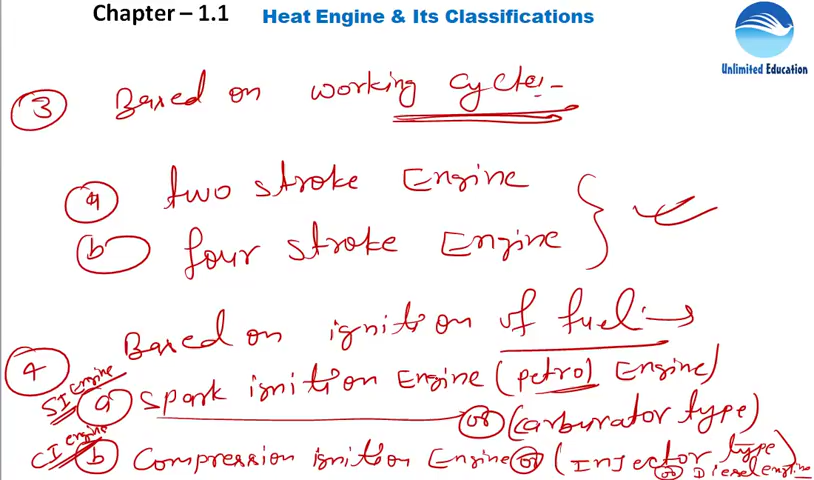 Chapter – 1.1
Heat Engine & Its Classifications
Unlimited Education
3 Based on working cycles -
a two stroke Engine
b four stroke Engine
4 Based on ignition of fuel →
SI Engine a Spark ignition Engine (petrol Engine)
or (carburator type)
CI engine b Compression ignition Engine or (Injector type)
or Diesel engine